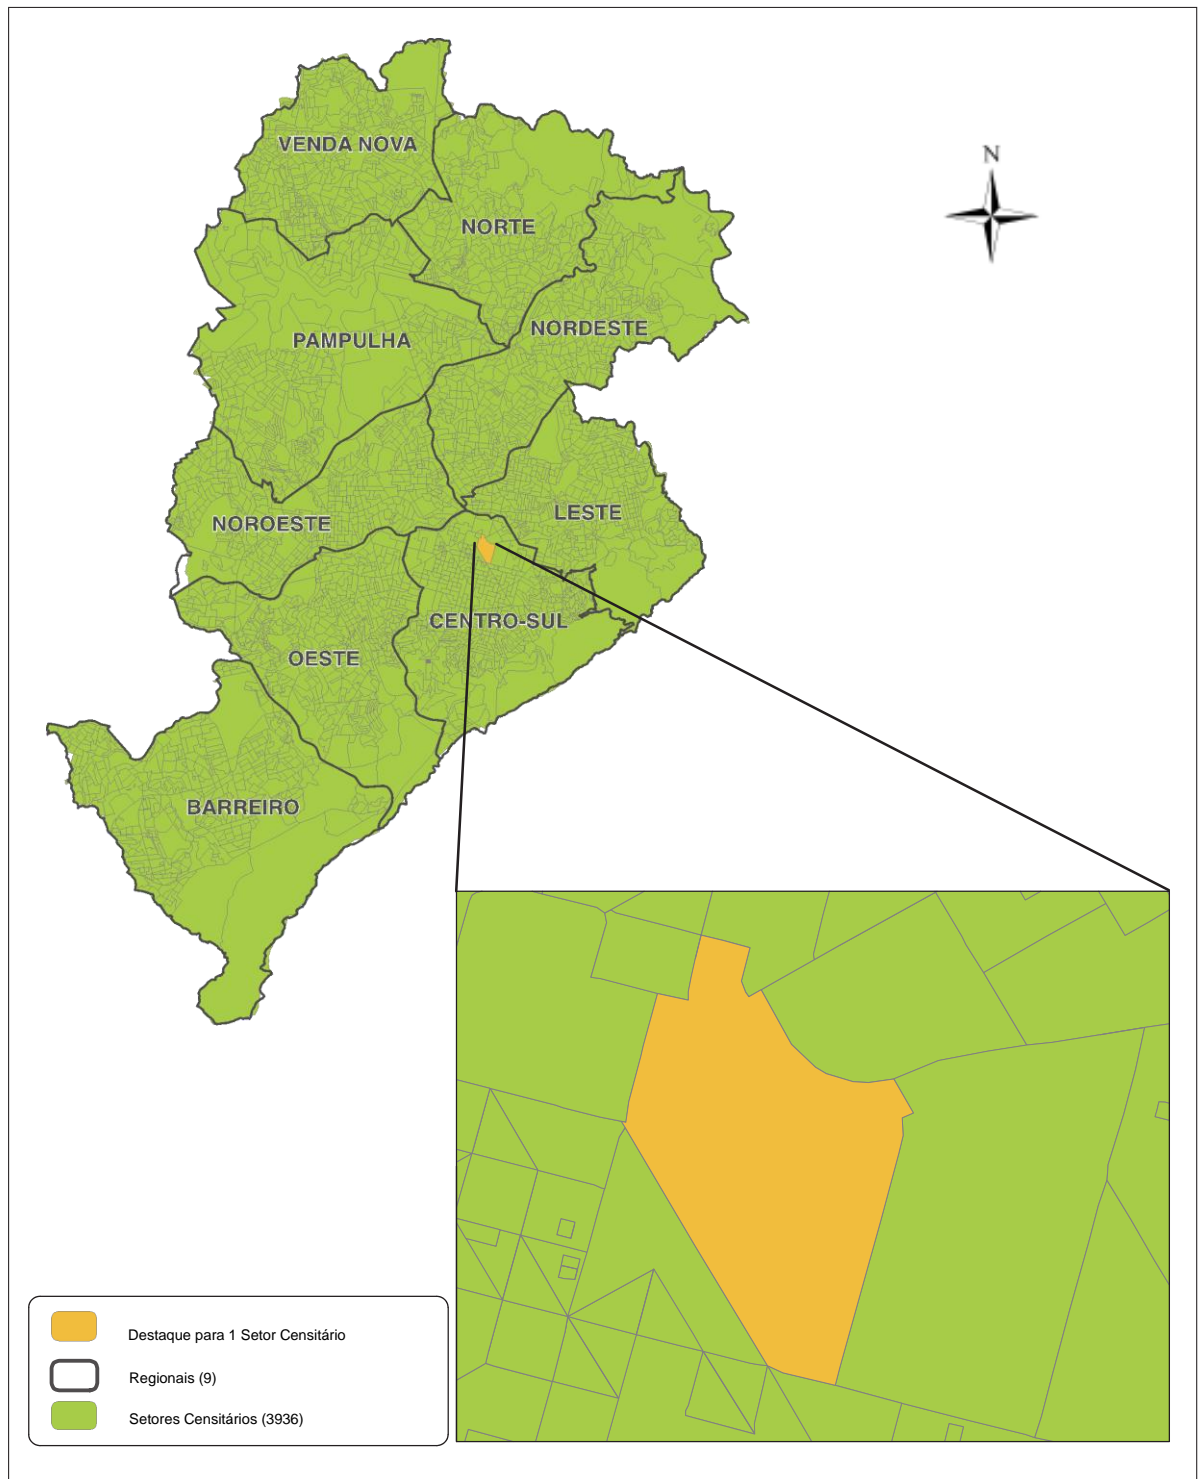 VENDA NOVA
N
NORTE
NORDESTE
PAMPULHA
LESTE
NOROESTE
CENTRO-SUL
OESTE
BARREIRO
Destaque para 1 Setor Censitário
Regionais (9)
Setores Censitários (3936)